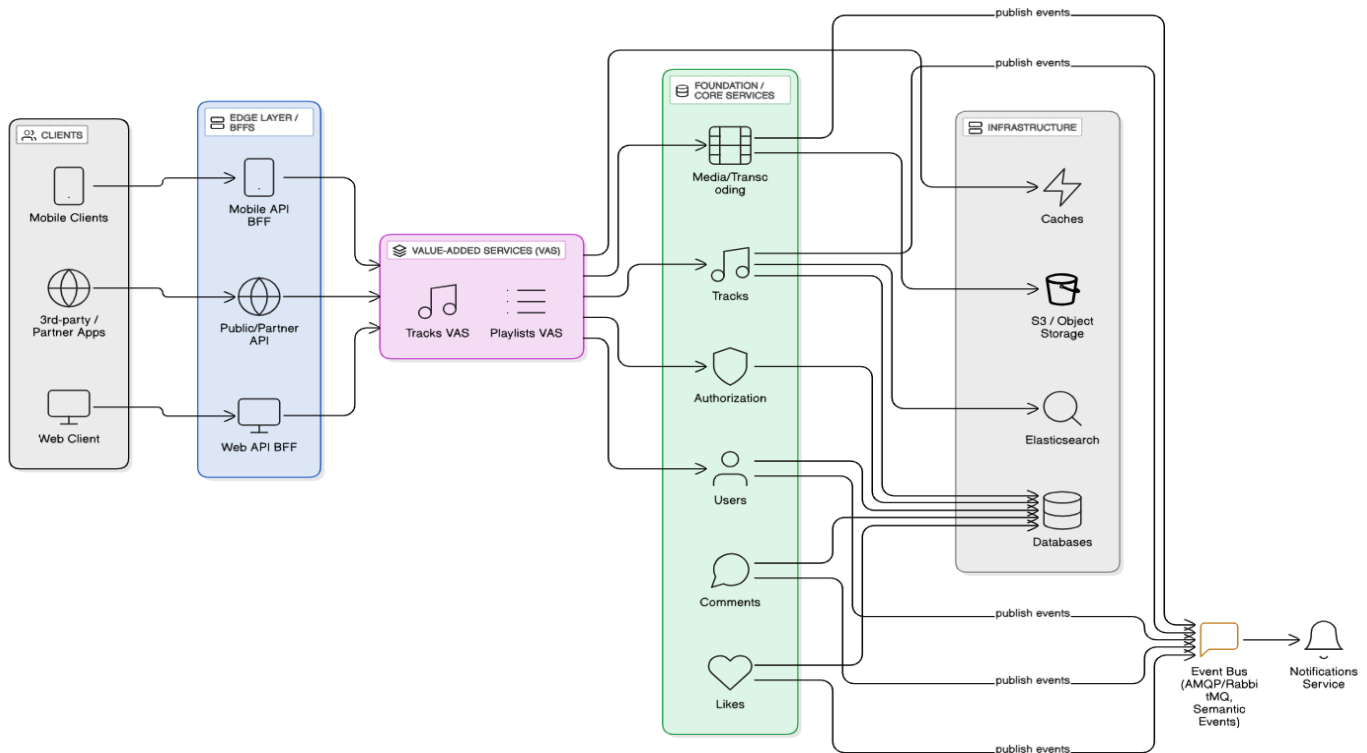 publish events
publish events
CLIENTS
Mobile Clients
3rd-party /
Partner Apps
Web Client
EDGE LAYER /
BFFS
Mobile API
BFF
Public/Partner
API
Web API BFF
VALUE-ADDED SERVICES (VAS)
Tracks VAS
Playlists VAS
FOUNDATION /
CORE SERVICES
Media/Transc
oding
Tracks
Authorization
Users
Comments
Likes
INFRASTRUCTURE
Caches
S3 / Object
Storage
Elasticsearch
Databases
publish events
publish events
publish events
Event Bus
(AMQP/Rabbi
tMQ,
Semantic
Events)
Notifications
Service